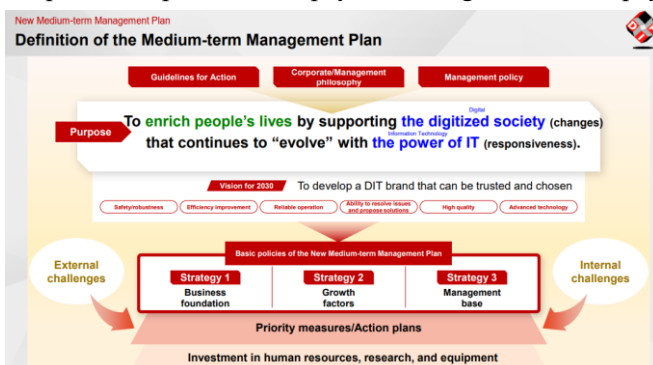 New Medium-term Management Plan
Definition of the Medium-term Management Plan
DIT
Guidelines for Action
Corporate/Management
philosophy
Management policy
Purpose
Digital
To enrich people's lives by supporting the digitized society (changes)
Information Technology
that continues to “evolve” with the power of IT (responsiveness).
Vision for 2030
To develop a DIT brand that can be trusted and chosen
Safety/robustness
Efficiency improvement
Reliable operation
Ability to resolve issues
and propose solutions
High quality
Advanced technology
Basic policies of the New Medium-term Management Plan
External
challenges
Strategy 1
Business
foundation
Strategy 2
Growth
factors
Strategy 3
Management
base
Internal
challenges
Priority measures/Action plans
Investment in human resources, research, and equipment